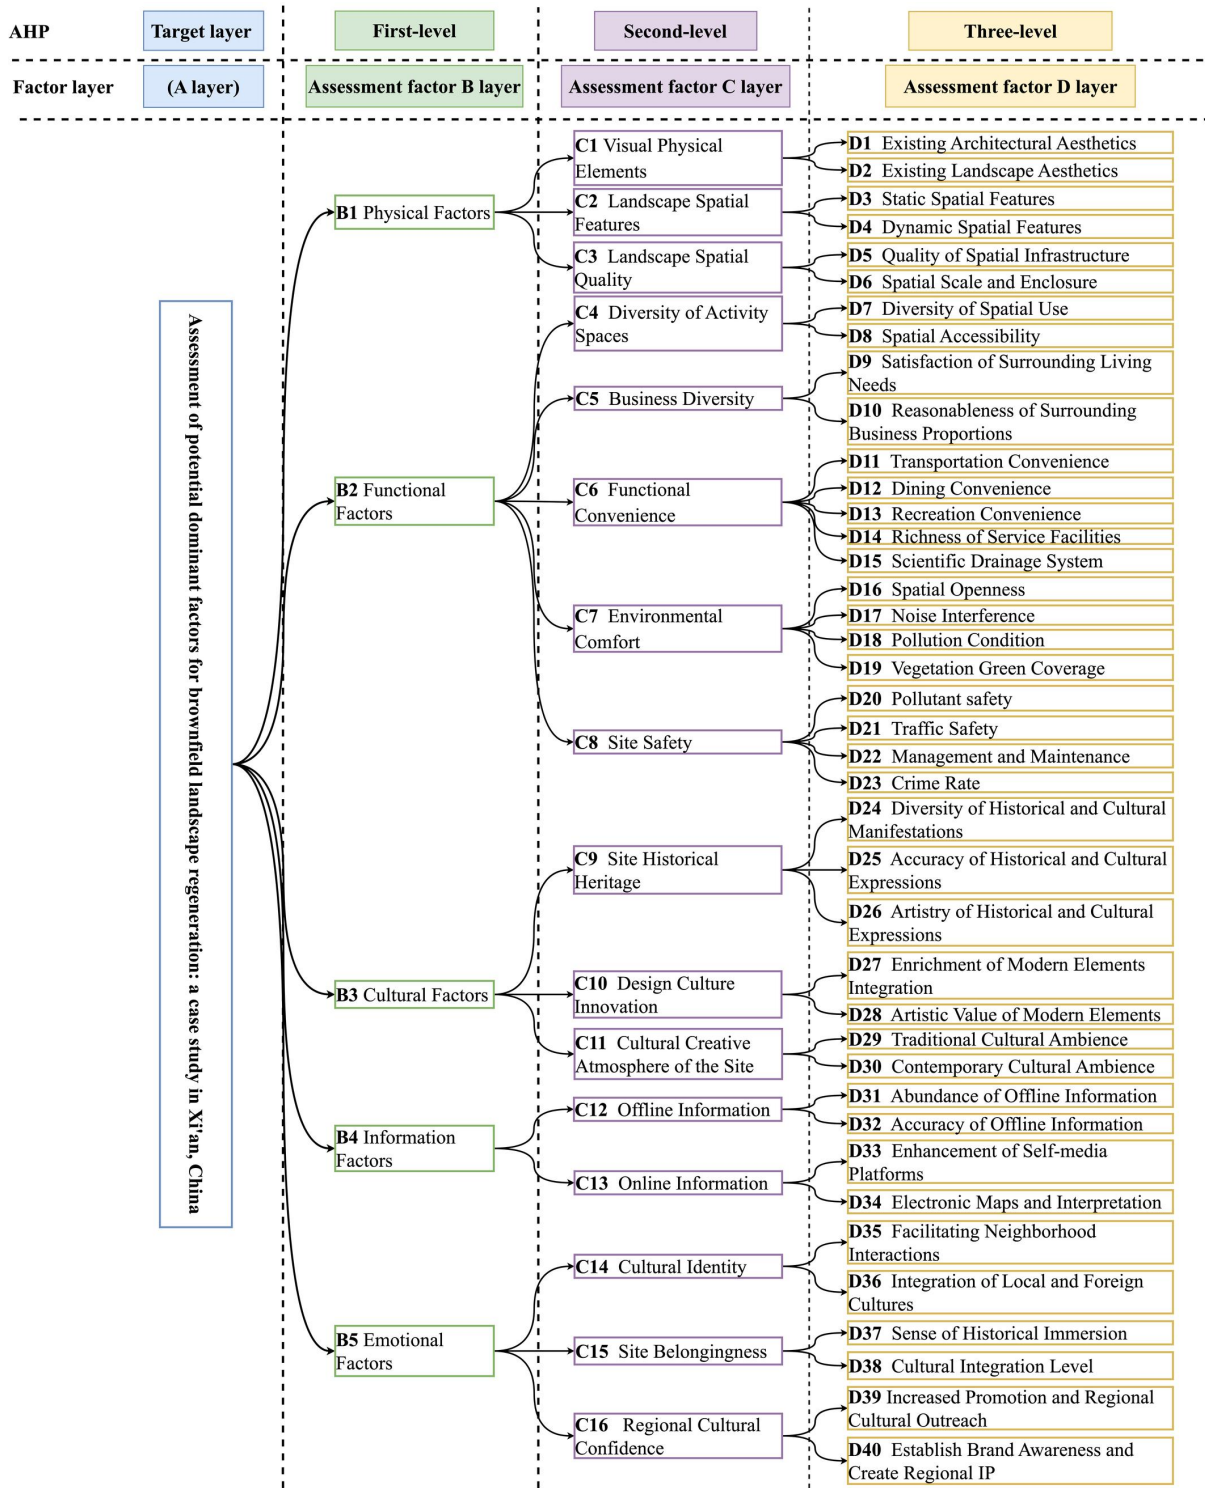 AHP
Target layer
First-level
Second-level
Three-level
Factor layer
(A layer)
Assessment factor B layer
Assessment factor C layer
Assessment factor D layer
Assessment of potential dominant factors for brownfield landscape regeneration: a case study in Xi'an, China
B1 Physical Factors
B2 Functional
Factors
B3 Cultural Factors
B4 Information
Factors
B5 Emotional
Factors
C1 Visual Physical
Elements
C2 Landscape Spatial
Features
C3 Landscape Spatial
Quality
C4 Diversity of Activity
Spaces
C5 Business Diversity
C6 Functional
Convenience
C7 Environmental
Comfort
C8 Site Safety
C9 Site Historical
Heritage
C10 Design Culture
Innovation
C11 Cultural Creative
Atmosphere of the Site
C12 Offline Information
C13 Online Information
C14 Cultural Identity
C15 Site Belongingness
C16 Regional Cultural
Confidence
D1 Existing Architectural Aesthetics
D2 Existing Landscape Aesthetics
D3 Static Spatial Features
D4 Dynamic Spatial Features
D5 Quality of Spatial Infrastructure
D6 Spatial Scale and Enclosure
D7 Diversity of Spatial Use
D8 Spatial Accessibility
D9 Satisfaction of Surrounding Living
Needs
D10 Reasonableness of Surrounding
Business Proportions
D11 Transportation Convenience
D12 Dining Convenience
D13 Recreation Convenience
D14 Richness of Service Facilities
D15 Scientific Drainage System
D16 Spatial Openness
D17 Noise Interference
D18 Pollution Condition
D19 Vegetation Green Coverage
D20 Pollutant safety
D21 Traffic Safety
D22 Management and Maintenance
D23 Crime Rate
D24 Diversity of Historical and Cultural
Manifestations
D25 Accuracy of Historical and Cultural
Expressions
D26 Artistry of Historical and Cultural
Expressions
D27 Enrichment of Modern Elements
Integration
D28 Artistic Value of Modern Elements
D29 Traditional Cultural Ambience
D30 Contemporary Cultural Ambience
D31 Abundance of Offline Information
D32 Accuracy of Offline Information
D33 Enhancement of Self-media
Platforms
D34 Electronic Maps and Interpretation
D35 Facilitating Neighborhood
Interactions
D36 Integration of Local and Foreign
Cultures
D37 Sense of Historical Immersion
D38 Cultural Integration Level
D39 Increased Promotion and Regional
Cultural Outreach
D40 Establish Brand Awareness and
Create Regional IP